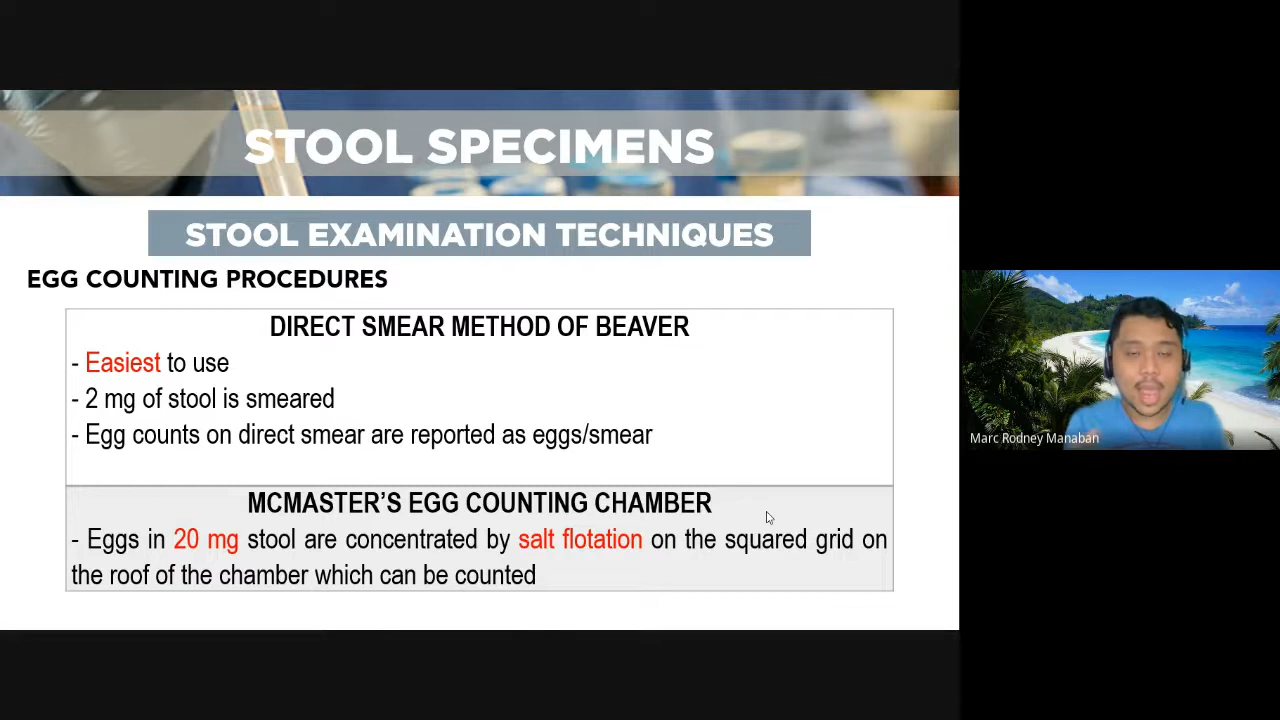 STOOL SPECIMENS
STOOL EXAMINATION TECHNIQUES
EGG COUNTING PROCEDURES
DIRECT SMEAR METHOD OF BEAVER
- Easiest to use
- 2 mg of stool is smeared
- Egg counts on direct smear are reported as eggs/smear
MCMASTER’S EGG COUNTING CHAMBER
- Eggs in 20 mg stool are concentrated by salt flotation on the squared grid on
the roof of the chamber which can be counted
Marc Rodney Manaban